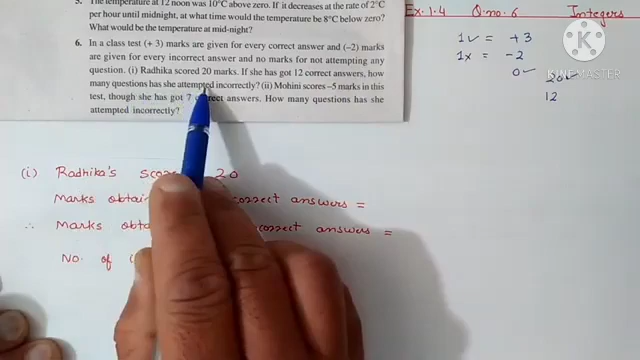 5. The temperature at 12 noon was 10°C above zero. If it decreases at the rate of 2°C
per hour until midnight, at what time would the temperature be 8°C below zero?
What would be the temperature at mid-night?
6. In a class test (+ 3) marks are given for every correct answer and (–2) marks
are given for every incorrect answer and no marks for not attempting any
question. (i) Radhika scored 20 marks. If she has got 12 correct answers, how
many questions has she attempted incorrectly? (ii) Mohini scores –5 marks in this
test, though she has got 7 correct answers. How many questions has she
attempted incorrectly?
Ex. 1.4 Q. no. 6 Integers
1✓ = +3
1x = -2
0✓ 20✓
12
KINEMASTER
(i) Radhika's score 20
Marks obtai correct answers =
∴ Marks obta correct answers =
No. of